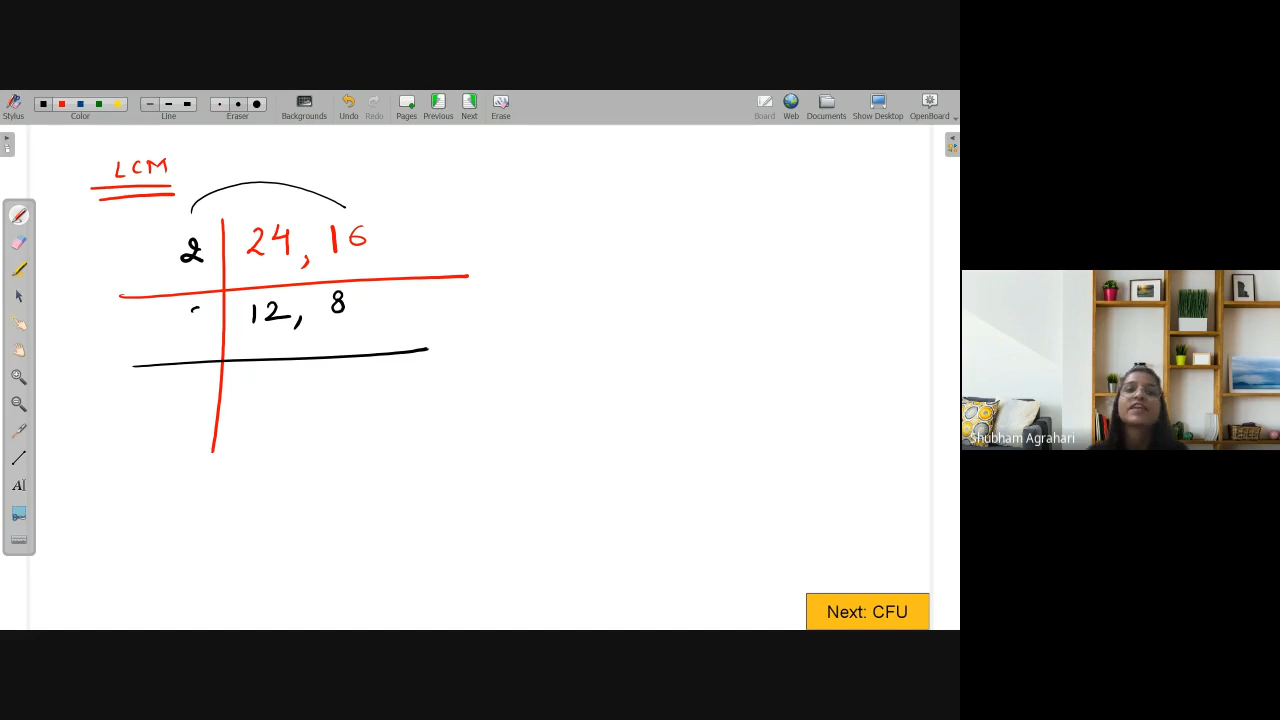 Stylus
Color
Line
Eraser
Backgrounds
Undo
Redo
Pages
Previous
Next
Erase
Board
Web
Documents
Show Desktop
OpenBoard
LCM
2 24, 16
12, 8
Shubham Agrahari
Next: CFU